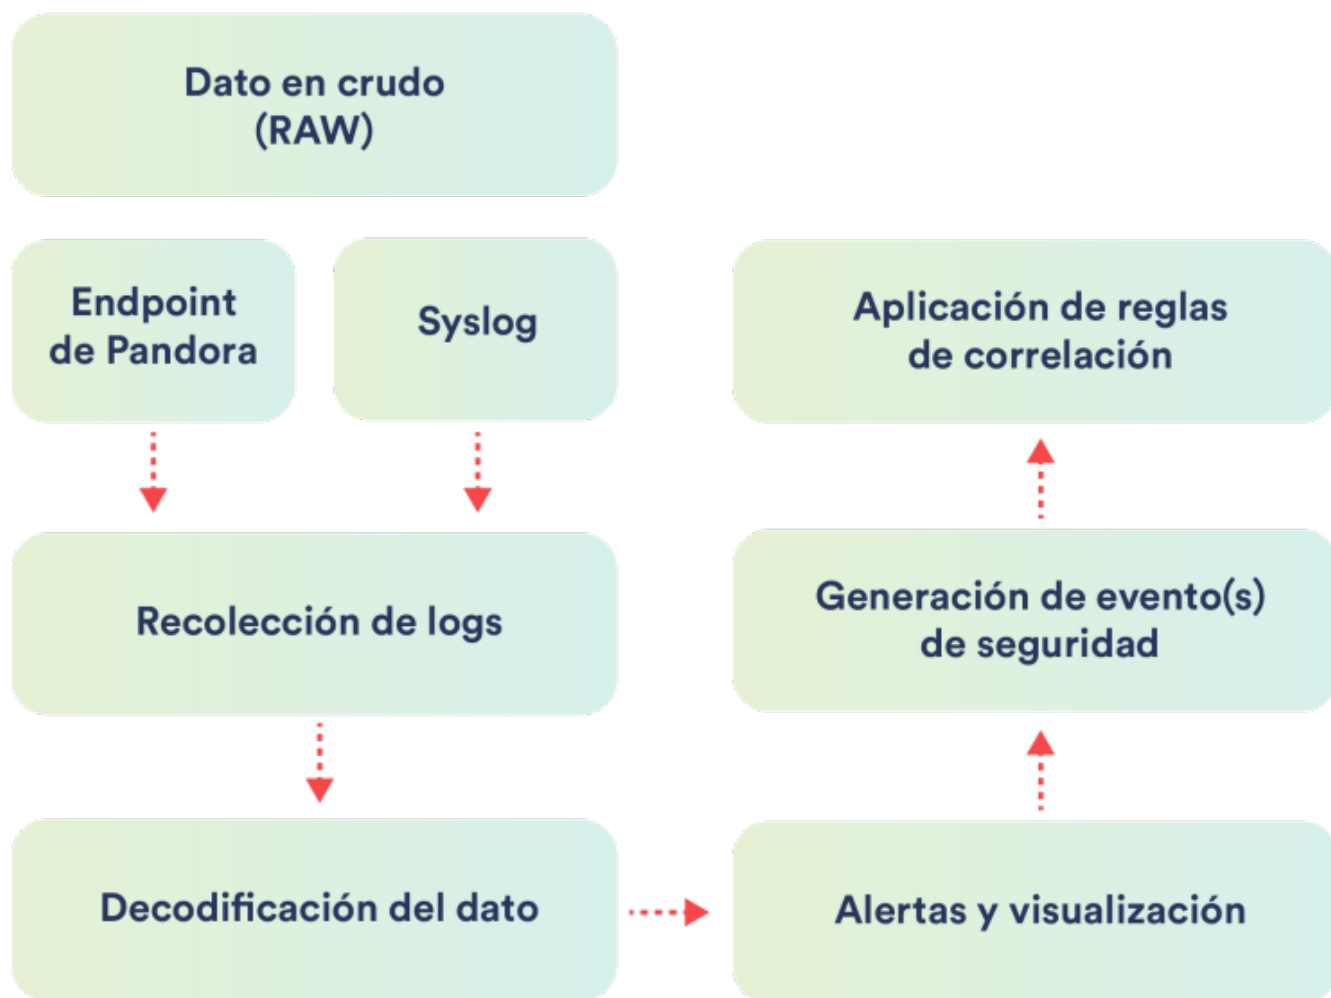 Dato en crudo
(RAW)
Endpoint
de Pandora
Syslog
Recolección de logs
Decodificación del dato
Alertas y visualización
Generación de evento(s)
de seguridad
Aplicación de reglas
de correlación